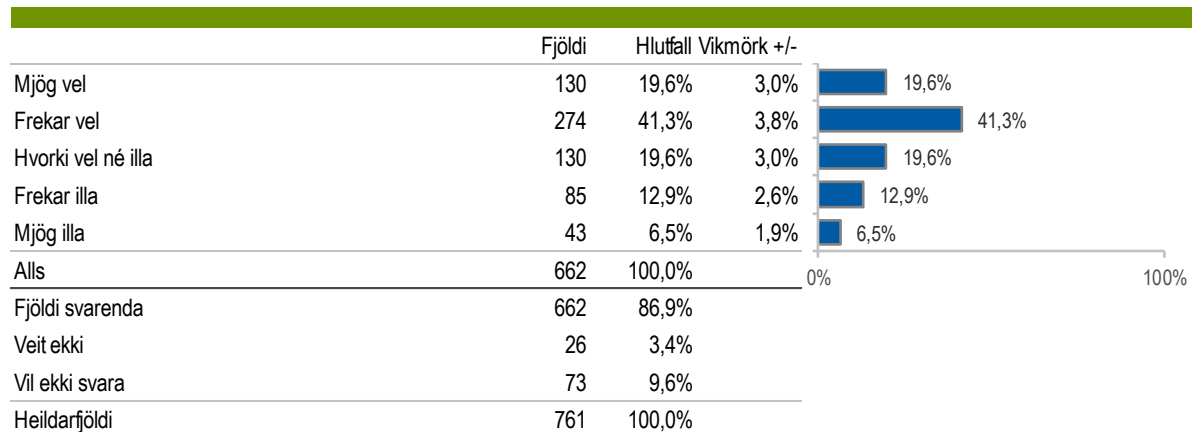 Fjöldi Hlutfall Vikmörk +/-
Mjög vel 130 19,6% 3,0% 19,6%
Frekar vel 274 41,3% 3,8% 41,3%
Hvorki vel né illa 130 19,6% 3,0% 19,6%
Frekar illa 85 12,9% 2,6% 12,9%
Mjög illa 43 6,5% 1,9% 6,5%
Alls 662 100,0% 0% 100%
Fjöldi svarenda 662 86,9%
Veit ekki 26 3,4%
Vil ekki svara 73 9,6%
Heildarfjöldi 761 100,0%